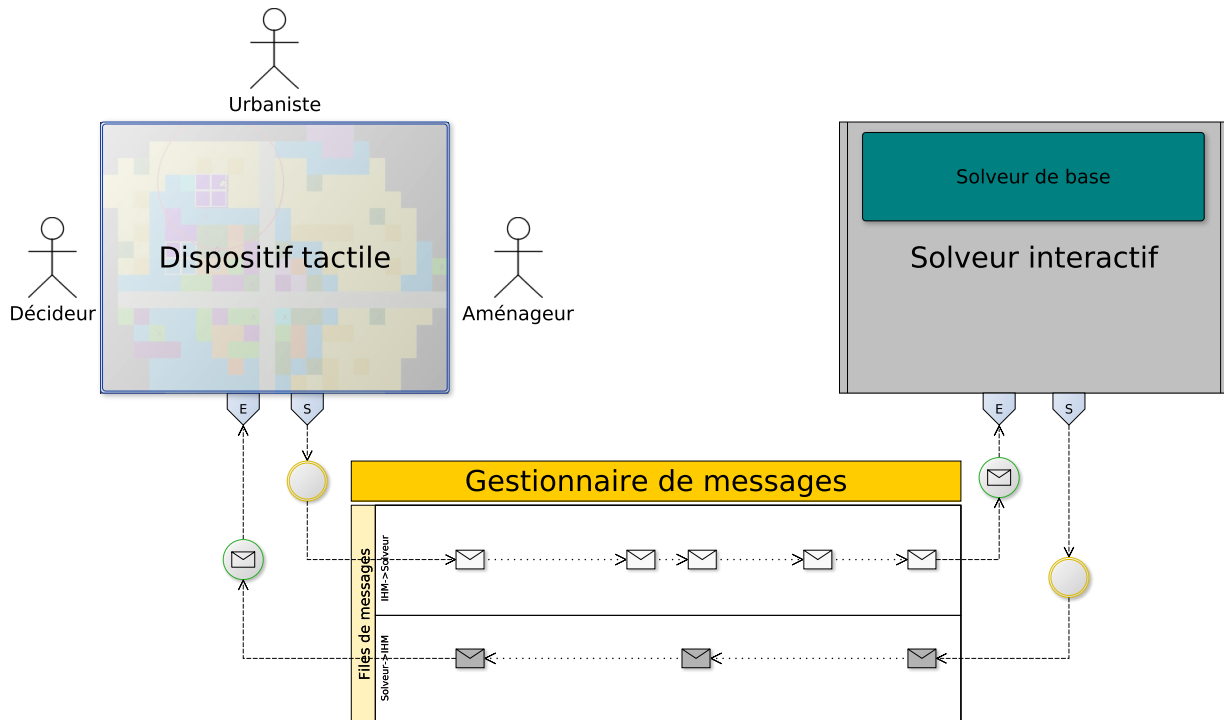 Urbaniste
Dispositif tactile
Décideur
Aménageur
Solveur de base
Solveur interactif
E
S
E
S
Gestionnaire de messages
Files de messages
IHM->Solveur
Solveur->IHM